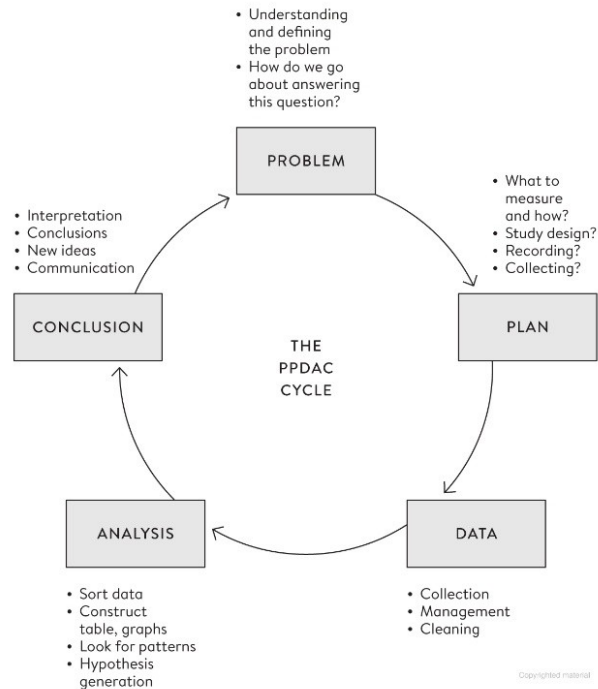 • Understanding
and defining
the problem
• How do we go
about answering
this question?
PROBLEM
• What to
measure
and how?
• Study design?
• Recording?
• Collecting?
PLAN
• Interpretation
• Conclusions
• New ideas
• Communication
CONCLUSION
THE
PPDAC
CYCLE
ANALYSIS
• Sort data
• Construct
table, graphs
• Look for patterns
• Hypothesis
generation
DATA
• Collection
• Management
• Cleaning
Copyrighted material